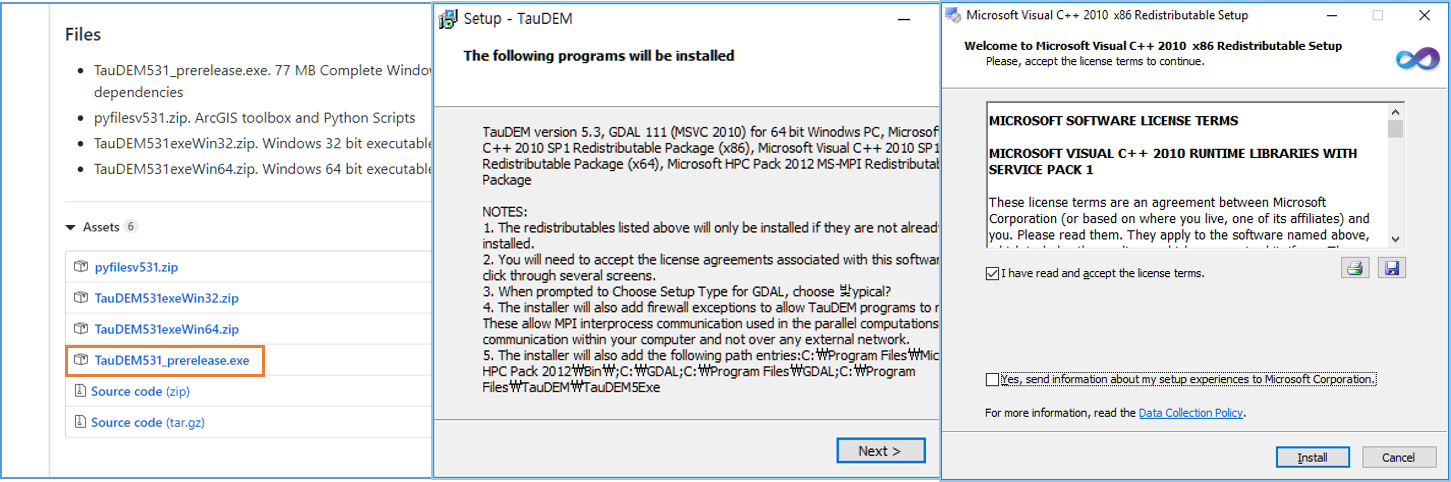 Files
TauDEM531_prerelease.exe. 77 MB Complete Windo
dependencies
pyfilesv531.zip. ArcGIS toolbox and Python Scripts
TauDEM531exeWin32.zip. Windows 32 bit executable
TauDEM531exeWin64.zip. Windows 64 bit executable
Assets 6
pyfilesv531.zip
TauDEM531exeWin32.zip
TauDEM531exeWin64.zip
TauDEM531_prerelease.exe
Source code (zip)
Source code (tar.gz)
Setup - TauDEM
The following programs will be installed
TauDEM version 5.3, GDAL 111 (MSVC 2010) for 64 bit Winodws PC, Microsof
C++ 2010 SP1 Redistributable Package (x86), Microsoft Visual C++ 2010 SP1
Redistributable Package (x64), Microsoft HPC Pack 2012 MS-MPI Redistributab
Package
NOTES:
1. The redistributables listed above will only be installed if they are not alread
installed.
2. You will need to accept the license agreements associated with this softwar
click through several screens.
3. When prompted to Choose Setup Type for GDAL, choose 밫ypical?
4. The installer will also add firewall exceptions to allow TauDEM programs to r
These allow MPI interprocess communication used in the parallel computations
communication within your computer and not over any external network.
5. The installer will also add the following path entries:C:₩Program Files₩Mic
HPC Pack 2012₩Bin₩;C:₩GDAL;C:₩Program Files₩GDAL;C:₩Program
Files₩TauDEM₩TauDEM5Exe
Next >
Microsoft Visual C++ 2010 x86 Redistributable Setup
Welcome to Microsoft Visual C++ 2010 x86 Redistributable Setup
Please, accept the license terms to continue.
MICROSOFT SOFTWARE LICENSE TERMS
MICROSOFT VISUAL C++ 2010 RUNTIME LIBRARIES WITH
SERVICE PACK 1
These license terms are an agreement between Microsoft
Corporation (or based on where you live, one of its affiliates) and
you. Please read them. They apply to the software named above,
I have read and accept the license terms.
Yes, send information about my setup experiences to Microsoft Corporation.
For more information, read the Data Collection Policy.
Install
Cancel